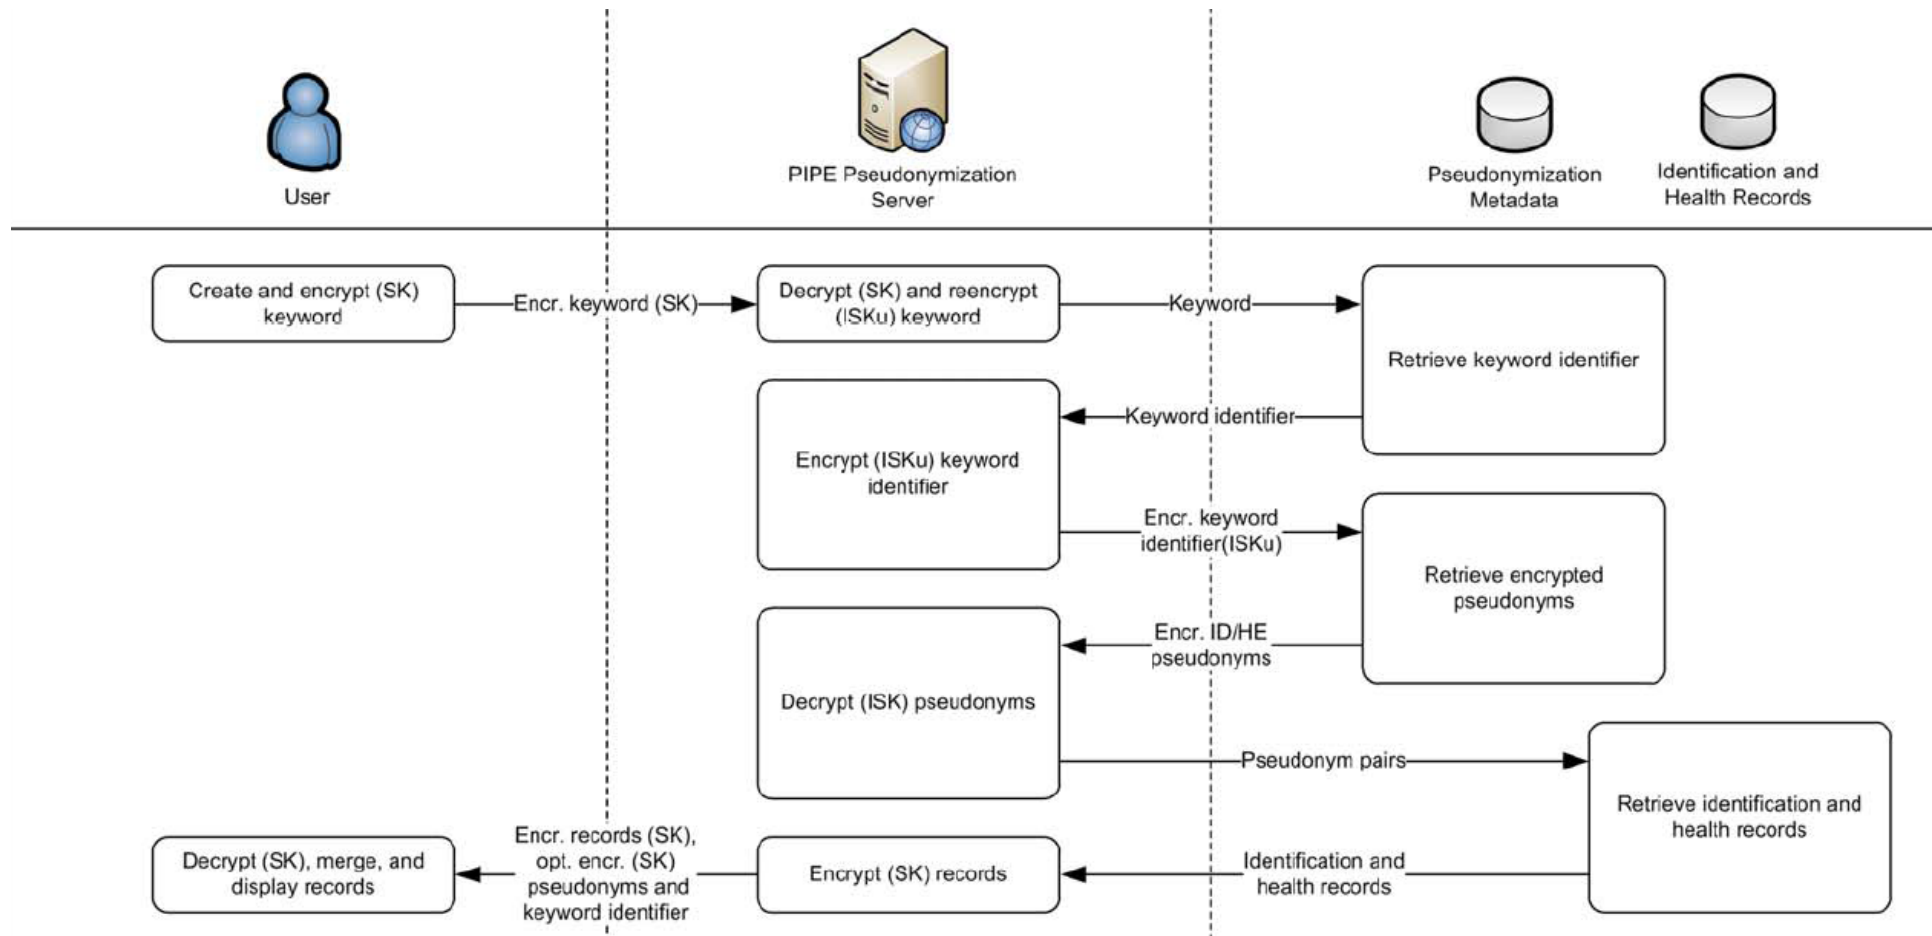 User
PIPE Pseudonymization
Server
Pseudonymization
Metadata
Identification and
Health Records
Create and encrypt (SK)
keyword
Encr. keyword (SK)
Decrypt (SK) and reencrypt
(ISKu) keyword
Keyword
Retrieve keyword identifier
Keyword identifier
Encrypt (ISKu) keyword
identifier
Encr. keyword
identifier(ISKu)
Retrieve encrypted
pseudonyms
Encr. ID/HE
pseudonyms
Decrypt (ISK) pseudonyms
Pseudonym pairs
Retrieve identification and
health records
Identification and
health records
Encrypt (SK) records
Encr. records (SK),
opt. encr. (SK)
pseudonyms and
keyword identifier
Decrypt (SK), merge, and
display records